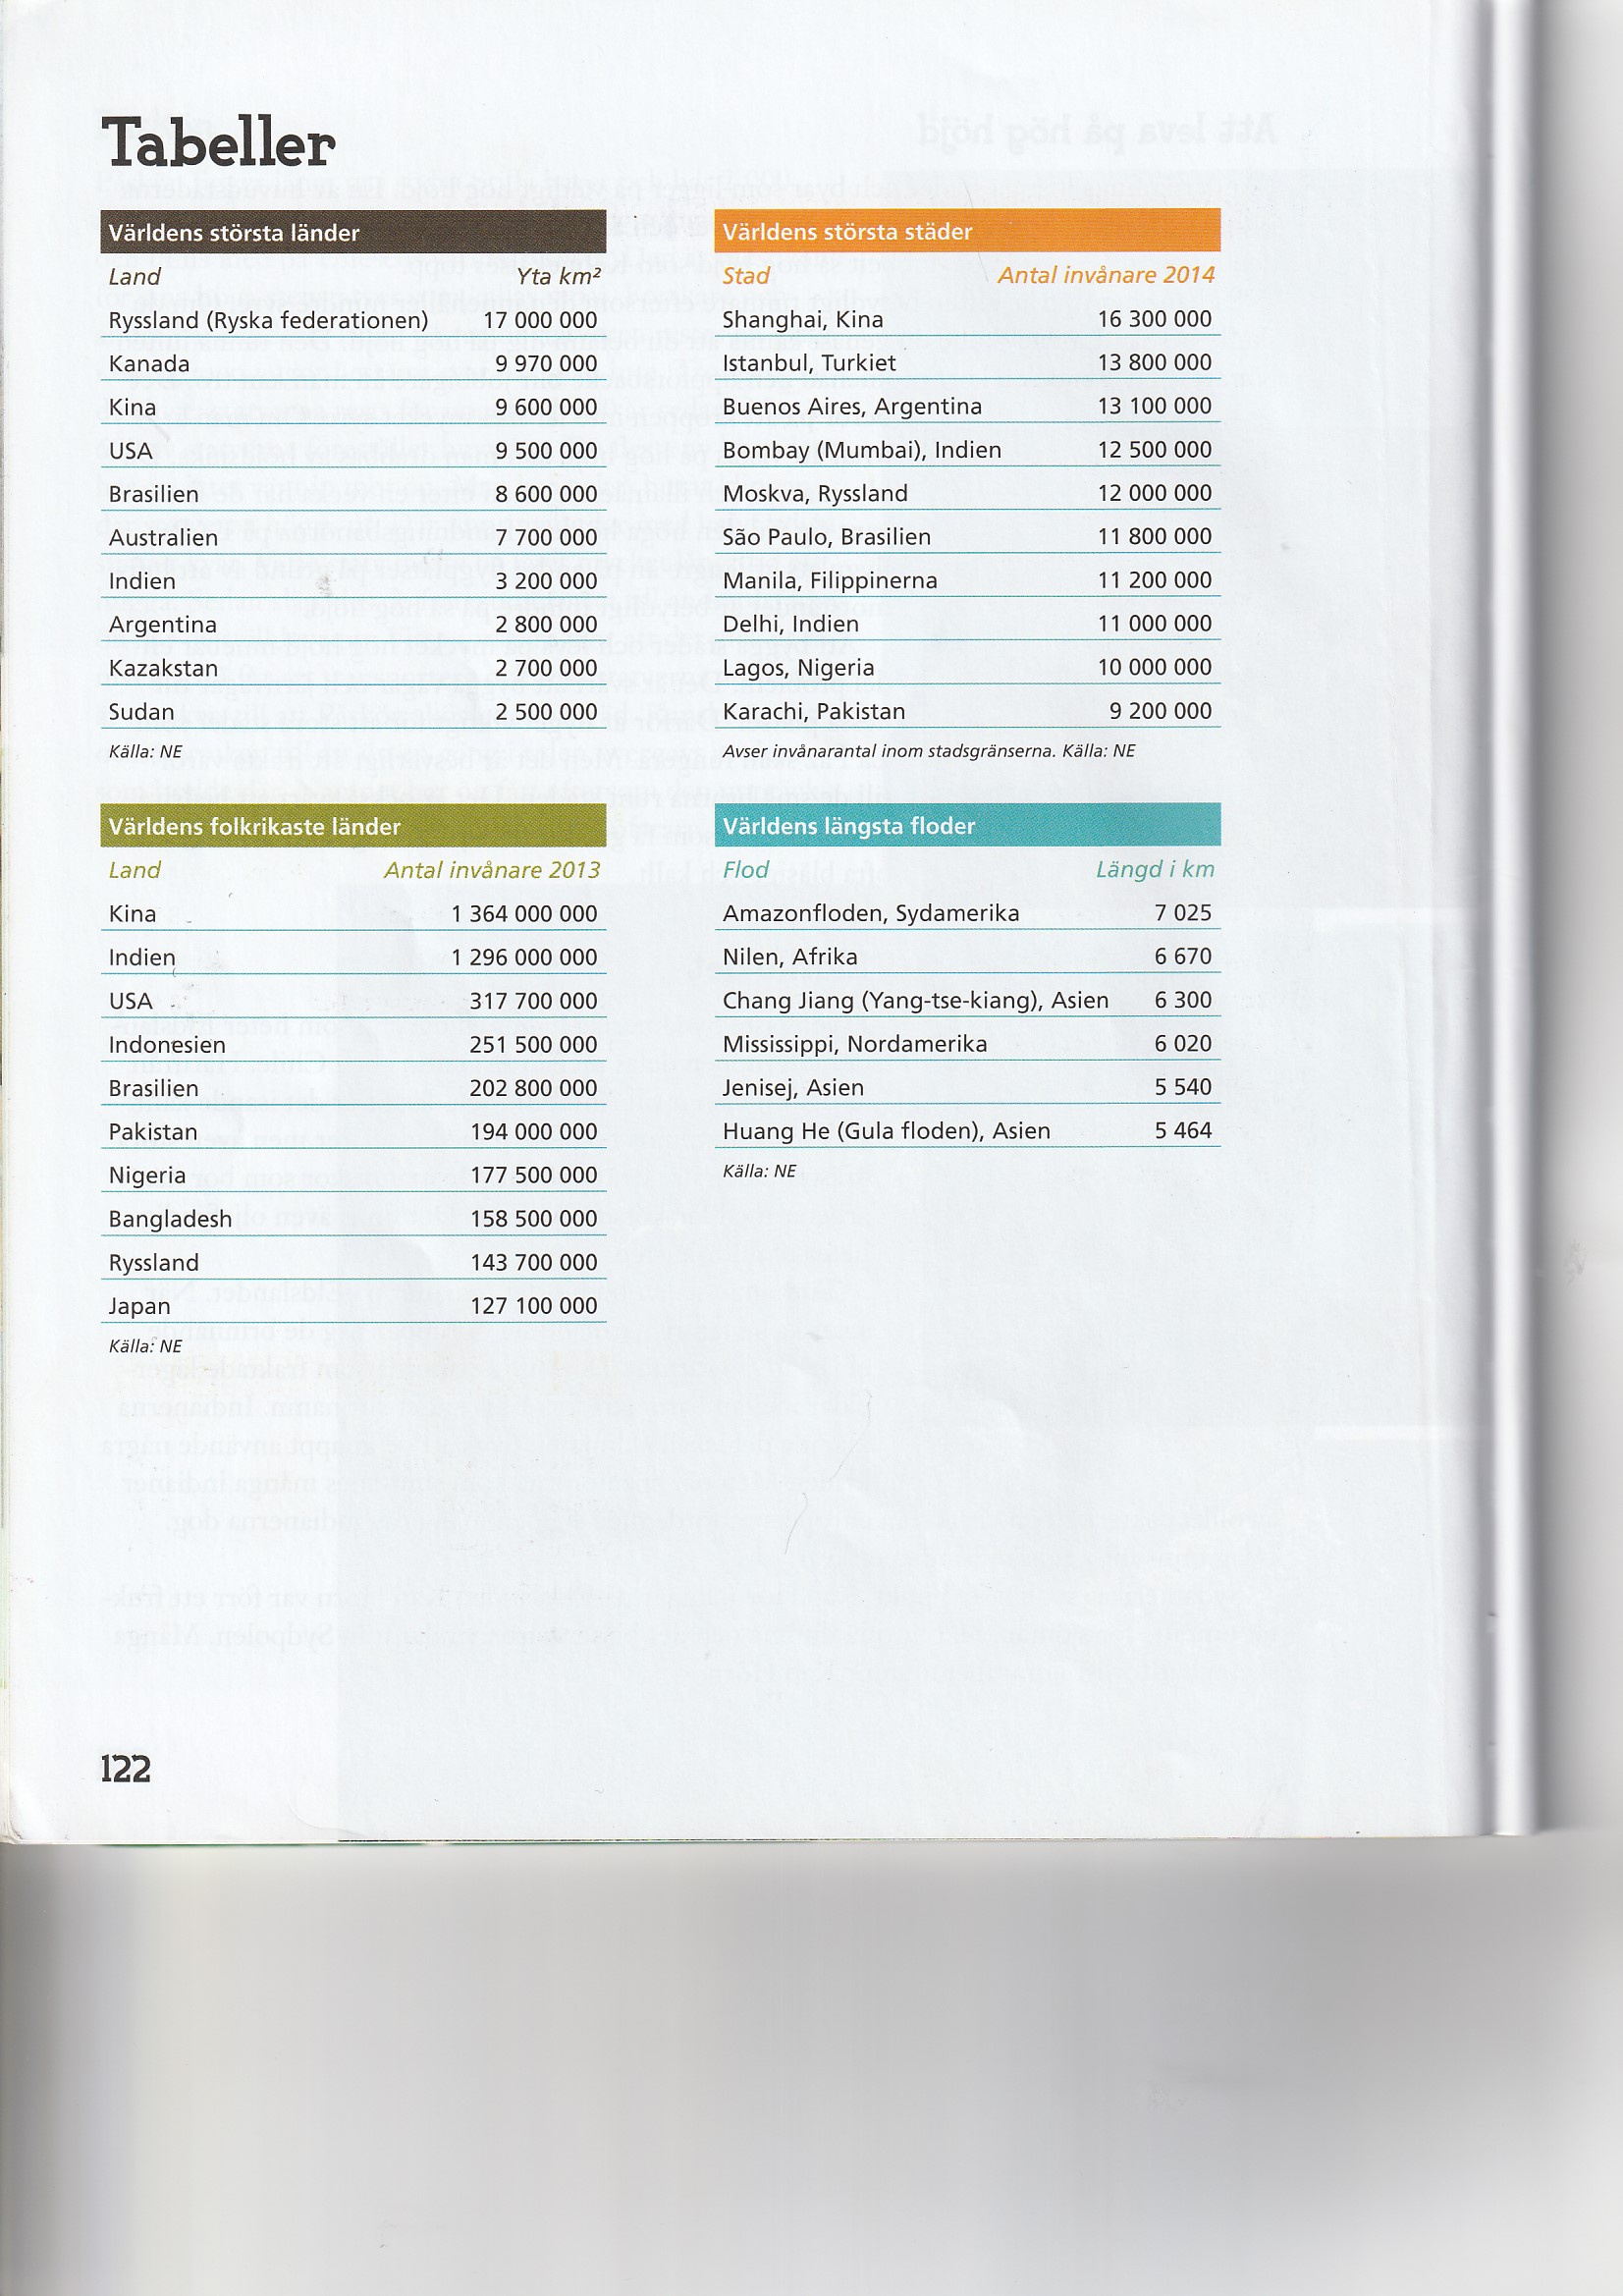 Tabeller
Världens största länder
Land Yta km²
Ryssland (Ryska federationen) 17 000 000
Kanada 9 970 000
Kina 9 600 000
USA 9 500 000
Brasilien 8 600 000
Australien 7 700 000
Indien 3 200 000
Argentina 2 800 000
Kazakstan 2 700 000
Sudan 2 500 000
Källa: NE
Världens folkrikaste länder
Land Antal invånare 2013
Kina 1 364 000 000
Indien 1 296 000 000
USA 317 700 000
Indonesien 251 500 000
Brasilien 202 800 000
Pakistan 194 000 000
Nigeria 177 500 000
Bangladesh 158 500 000
Ryssland 143 700 000
Japan 127 100 000
Källa: NE
Världens största städer
Stad Antal invånare 2014
Shanghai, Kina 16 300 000
Istanbul, Turkiet 13 800 000
Buenos Aires, Argentina 13 100 000
Bombay (Mumbai), Indien 12 500 000
Moskva, Ryssland 12 000 000
São Paulo, Brasilien 11 800 000
Manila, Filippinerna 11 200 000
Delhi, Indien 11 000 000
Lagos, Nigeria 10 000 000
Karachi, Pakistan 9 200 000
Avser invånarantal inom stadsgränserna. Källa: NE
Världens längsta floder
Flod Längd i km
Amazonfloden, Sydamerika 7 025
Nilen, Afrika 6 670
Chang Jiang (Yang-tse-kiang), Asien 6 300
Mississippi, Nordamerika 6 020
Jenisej, Asien 5 540
Huang He (Gula floden), Asien 5 464
Källa: NE
122